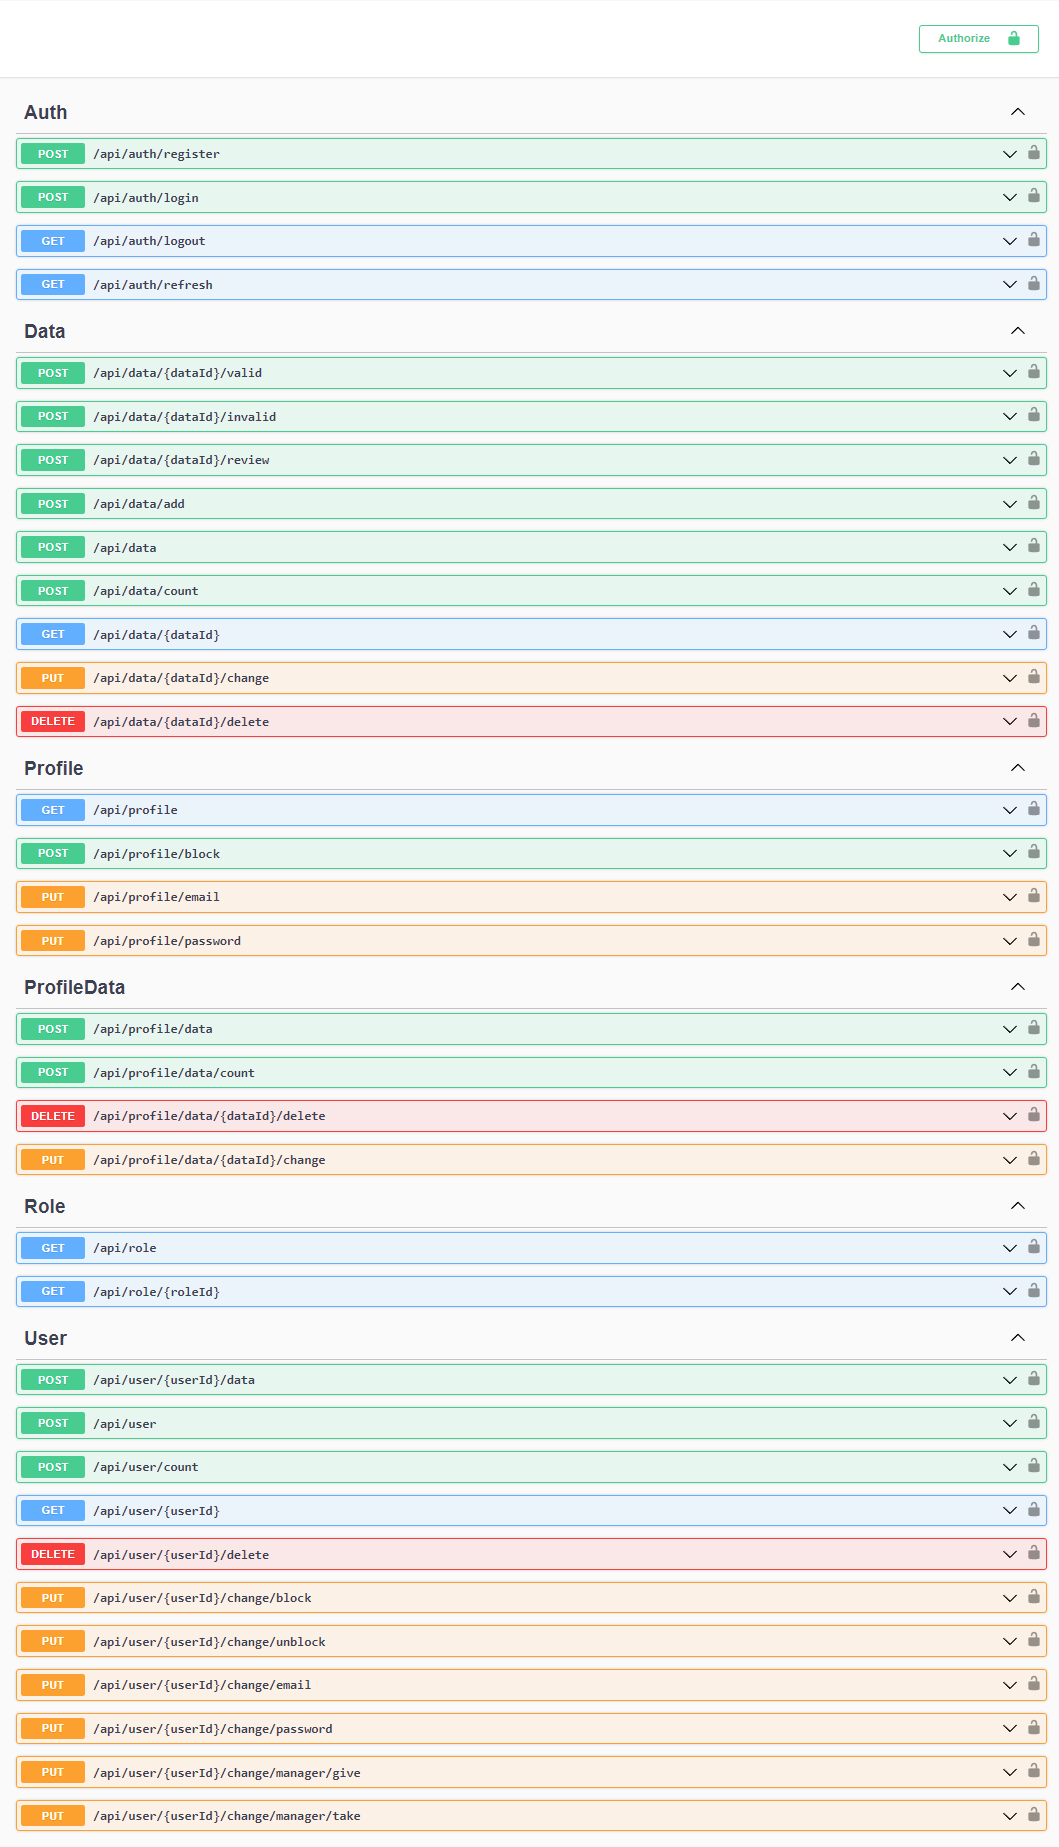 Authorize
Auth
POST /api/auth/register
POST /api/auth/login
GET /api/auth/logout
GET /api/auth/refresh
Data
POST /api/data/{dataId}/valid
POST /api/data/{dataId}/invalid
POST /api/data/{dataId}/review
POST /api/data/add
POST /api/data
POST /api/data/count
GET /api/data/{dataId}
PUT /api/data/{dataId}/change
DELETE /api/data/{dataId}/delete
Profile
GET /api/profile
POST /api/profile/block
PUT /api/profile/email
PUT /api/profile/password
ProfileData
POST /api/profile/data
POST /api/profile/data/count
DELETE /api/profile/data/{dataId}/delete
PUT /api/profile/data/{dataId}/change
Role
GET /api/role
GET /api/role/{roleId}
User
POST /api/user/{userId}/data
POST /api/user
POST /api/user/count
GET /api/user/{userId}
DELETE /api/user/{userId}/delete
PUT /api/user/{userId}/change/block
PUT /api/user/{userId}/change/unblock
PUT /api/user/{userId}/change/email
PUT /api/user/{userId}/change/password
PUT /api/user/{userId}/change/manager/give
PUT /api/user/{userId}/change/manager/take